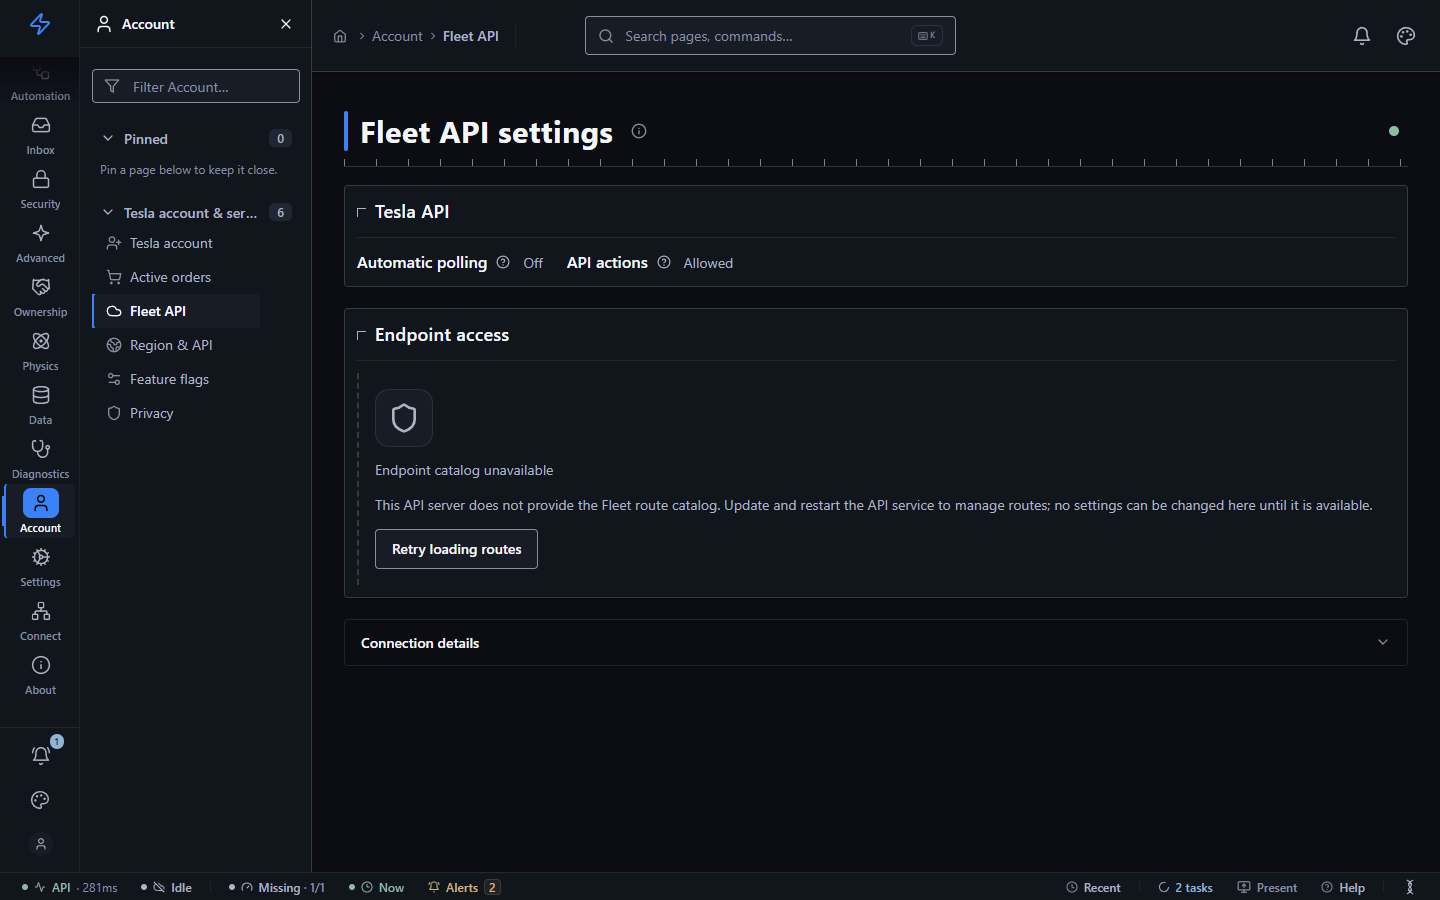 Account
Account
Fleet API
Search pages, commands...
K
Automation
Inbox
Security
Advanced
Ownership
Physics
Data
Diagnostics
Account
Settings
Connect
About
1
Filter Account...
Pinned
0
Pin a page below to keep it close.
Tesla account & ser...
6
Tesla account
Active orders
Fleet API
Region & API
Feature flags
Privacy
Fleet API settings
Tesla API
Automatic polling
Off
API actions
Allowed
Endpoint access
Endpoint catalog unavailable
This API server does not provide the Fleet route catalog. Update and restart the API service to manage routes; no settings can be changed here until it is available.
Retry loading routes
Connection details
API · 281ms
Idle
Missing · 1/1
Now
Alerts 2
Recent
2 tasks
Present
Help